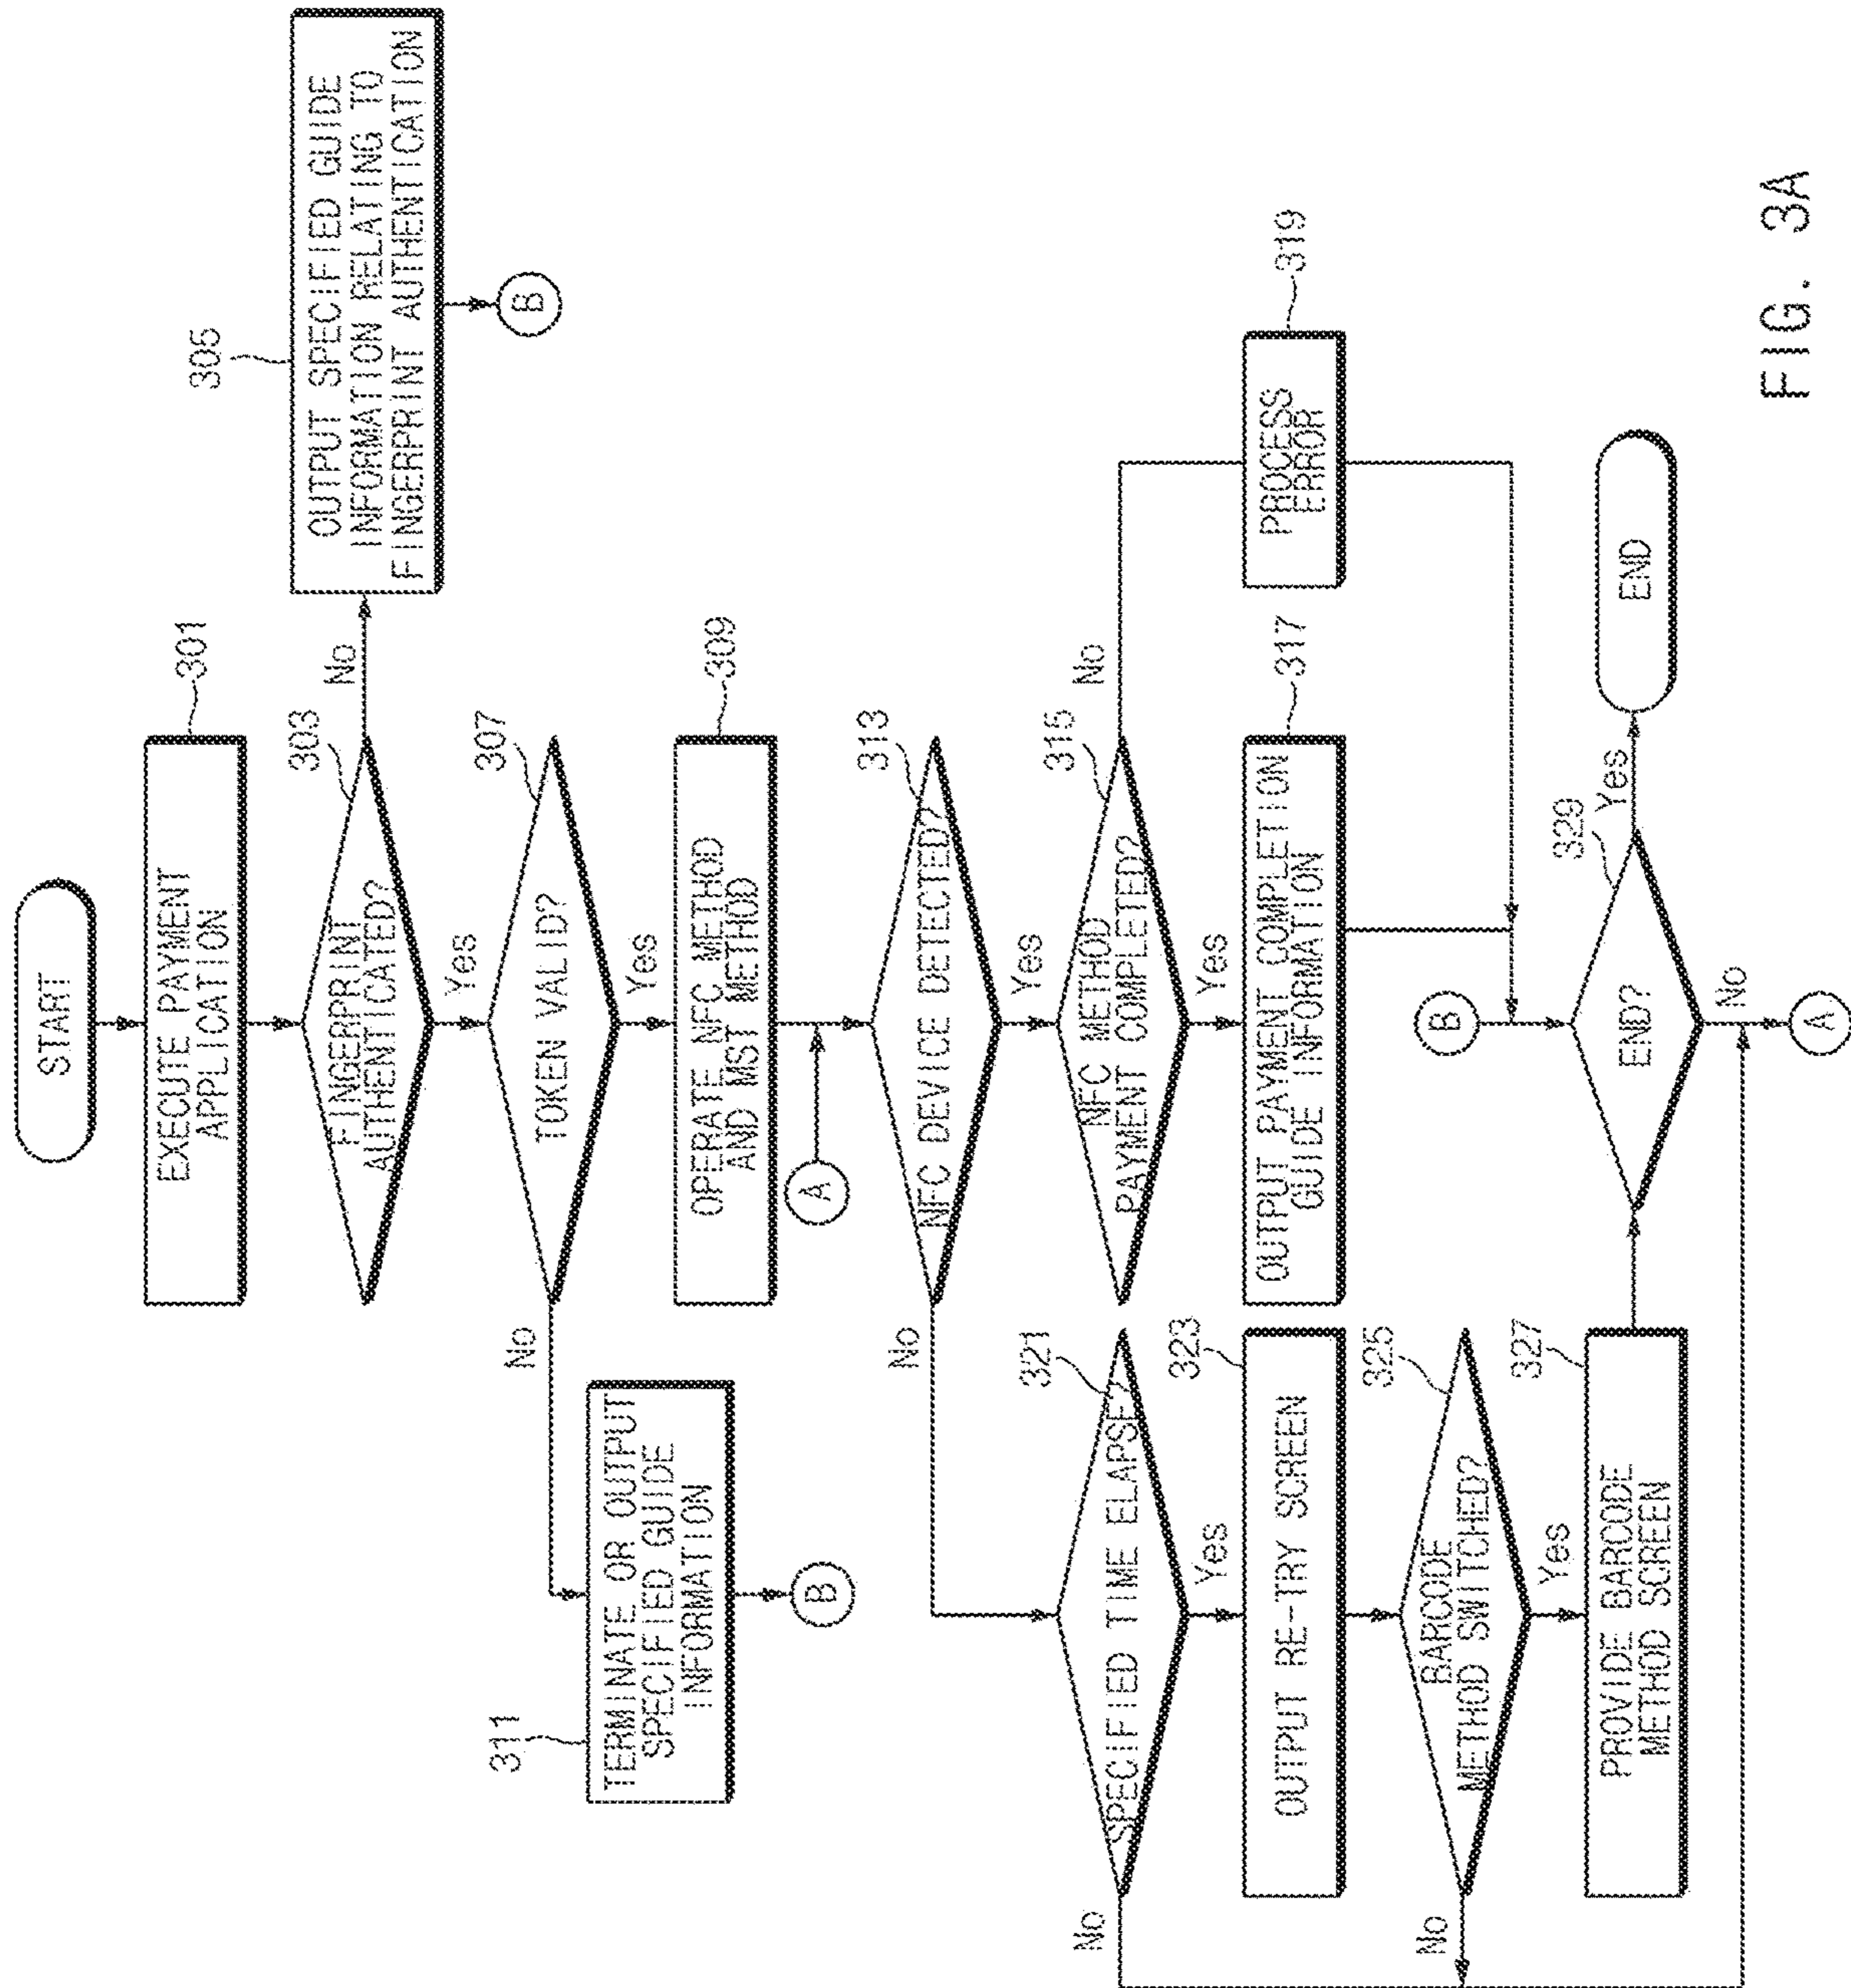 START
301
EXECUTE PAYMENT
APPLICATION
303
FINGERPRINT
AUTHENTICATED?
No
Yes
305
OUTPUT SPECIFIED GUIDE
INFORMATION RELATING TO
FINGERPRINT AUTHENTICATION
B
307
TOKEN VALID?
No
Yes
311
TERMINATE OR OUTPUT
SPECIFIED GUIDE
INFORMATION
B
309
OPERATE NFC METHOD
AND MST METHOD
A
313
NFC DEVICE DETECTED?
No
Yes
315
NFC METHOD
PAYMENT COMPLETED?
No
Yes
317
OUTPUT PAYMENT COMPLETION
GUIDE INFORMATION
319
PROCESS
ERROR
321
SPECIFIED TIME ELAPSE?
No
Yes
323
OUTPUT RE-TRY SCREEN
325
BARCODE
METHOD SWITCHED?
No
Yes
327
PROVIDE BARCODE
METHOD SCREEN
B
329
END?
Yes
No
END
A
FIG. 3A